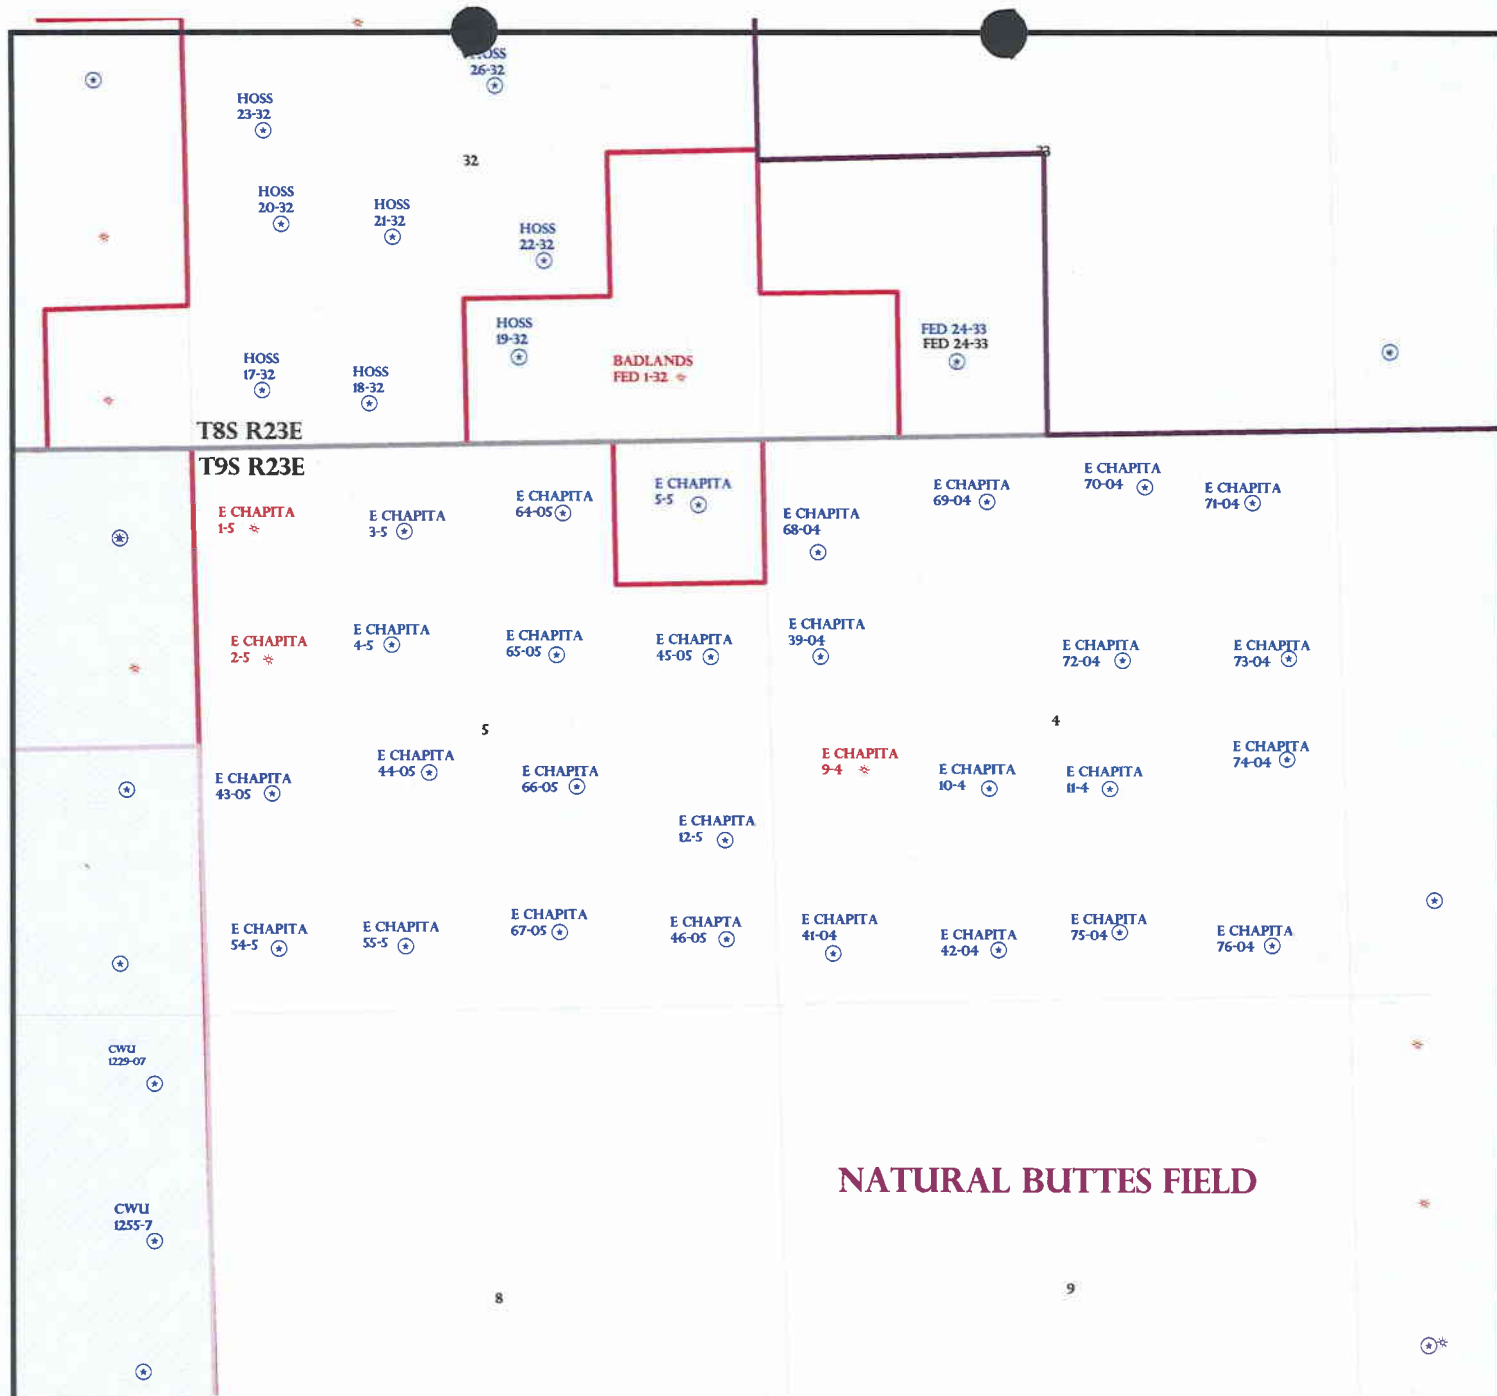 HOSS
26-32
HOSS
23-32
32
33
HOSS
20-32
HOSS
21-32
HOSS
22-32
HOSS
19-32
FED 24-33
FED 24-33
HOSS
17-32
HOSS
18-32
BADLANDS
FED 1-32
T8S R23E
T9S R23E
E CHAPITA
1-5
E CHAPITA
3-5
E CHAPITA
64-05
E CHAPITA
5-5
E CHAPITA
68-04
E CHAPITA
69-04
E CHAPITA
70-04
E CHAPITA
71-04
E CHAPITA
2-5
E CHAPITA
4-5
E CHAPITA
65-05
E CHAPITA
45-05
E CHAPITA
39-04
E CHAPITA
72-04
E CHAPITA
73-04
5
4
E CHAPITA
43-05
E CHAPITA
44-05
E CHAPITA
66-05
E CHAPITA
12-5
E CHAPITA
9-4
E CHAPITA
10-4
E CHAPITA
11-4
E CHAPITA
74-04
E CHAPITA
54-5
E CHAPITA
55-5
E CHAPITA
67-05
E CHAPTA
46-05
E CHAPITA
41-04
E CHAPITA
42-04
E CHAPITA
75-04
E CHAPITA
76-04
CWU
1229-07
NATURAL BUTTES FIELD
CWU
1255-7
8
9